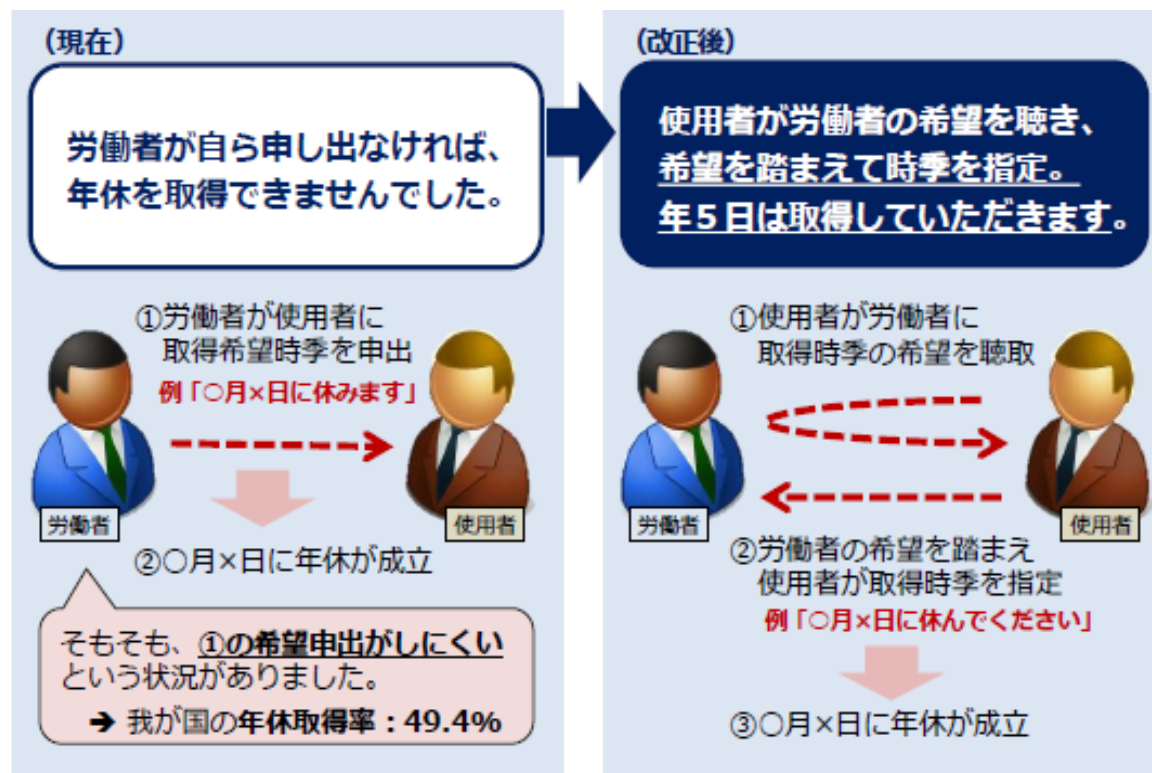 （現在）
労働者が自ら申し出なければ、
年休を取得できませんでした。
①労働者が使用者に
取得希望時季を申出
例「○月×日に休みます」
労働者
使用者
②○月×日に年休が成立
そもそも、①の希望申出がしにくい
という状況がありました。
➔ 我が国の年休取得率：49.4%
（改正後）
使用者が労働者の希望を聴き、
希望を踏まえて時季を指定。
年５日は取得していただきます。
①使用者が労働者に
取得時季の希望を聴取
労働者
使用者
②労働者の希望を踏まえ
使用者が取得時季を指定
例「○月×日に休んでください」
③○月×日に年休が成立